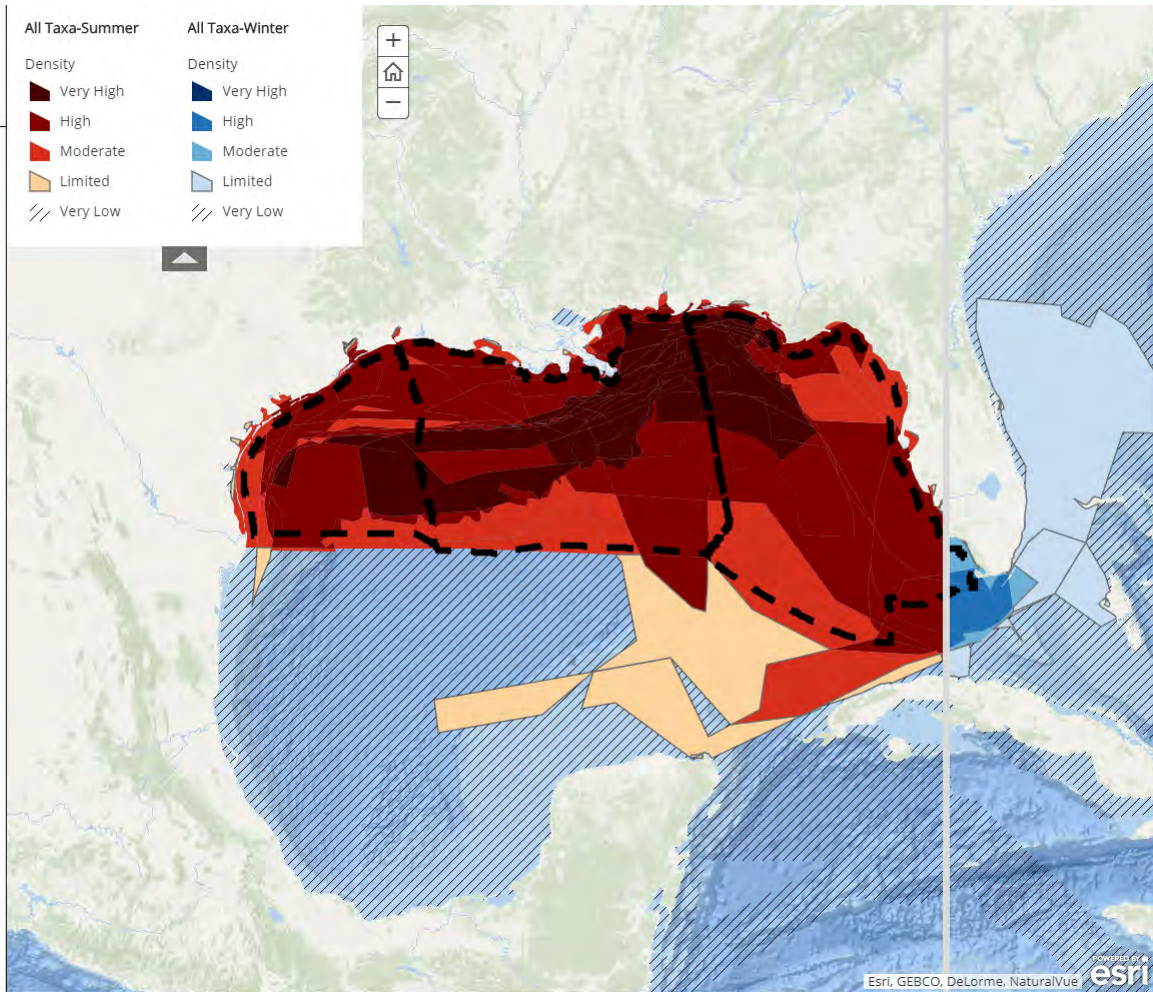 All Taxa-Summer
Density
Very High
High
Moderate
Limited
Very Low
All Taxa-Winter
Density
Very High
High
Moderate
Limited
Very Low
+
−
Esri, GEBCO, DeLorme, NaturalVue
POWERED BY
esri